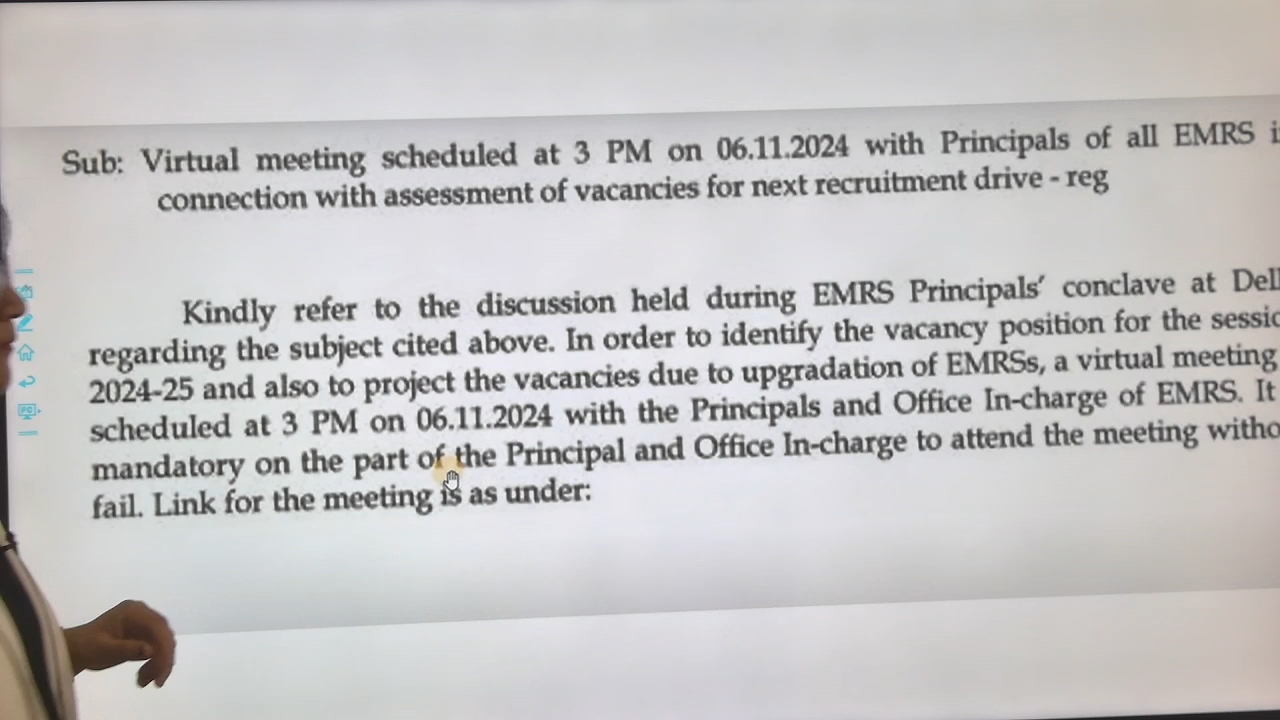 Sub: Virtual meeting scheduled at 3 PM on 06.11.2024 with Principals of all EMRS
connection with assessment of vacancies for next recruitment drive - reg
Kindly refer to the discussion held during EMRS Principals' conclave at
regarding the subject cited above. In order to identify the vacancy position for the
2024-25 and also to project the vacancies due to upgradation of EMRSs, a virtual meeting
scheduled at 3 PM on 06.11.2024 with the Principals and Office In-charge of EMRS. It
mandatory on the part of the Principal and Office In-charge to attend the meeting
fail. Link for the meeting is as under: